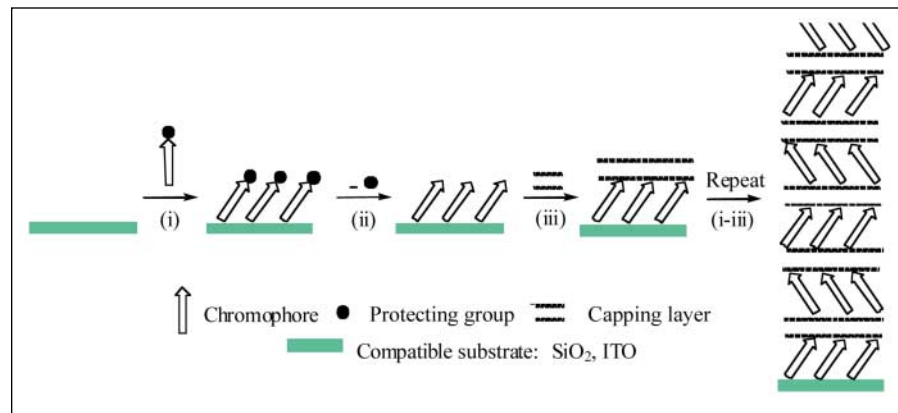 Repeat
(i)
(ii)
(iii)
(i-iii)
Chromophore
Protecting group
Capping layer
Compatible substrate: SiO₂, ITO